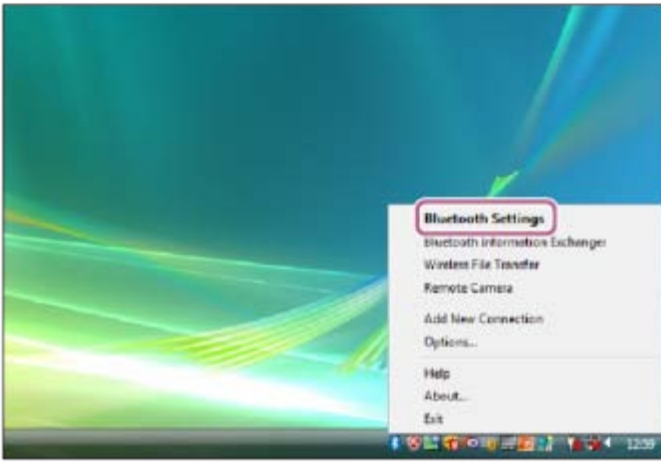 Bluetooth Settings
Bluetooth Information Exchanger
Wireless File Transfer
Remote Camera
Add New Connection
Options...
Help
About...
Exit
12:59